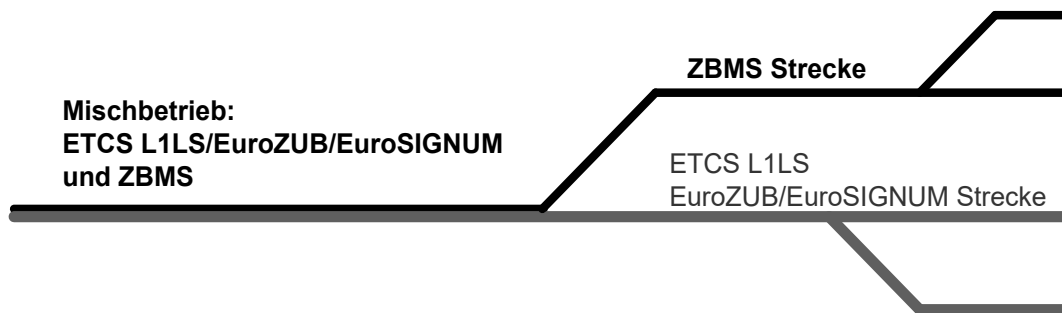 ZBMS Strecke
Mischbetrieb:
ETCS L1LS/EuroZUB/EuroSIGNUM
und ZBMS
ETCS L1LS
EuroZUB/EuroSIGNUM Strecke